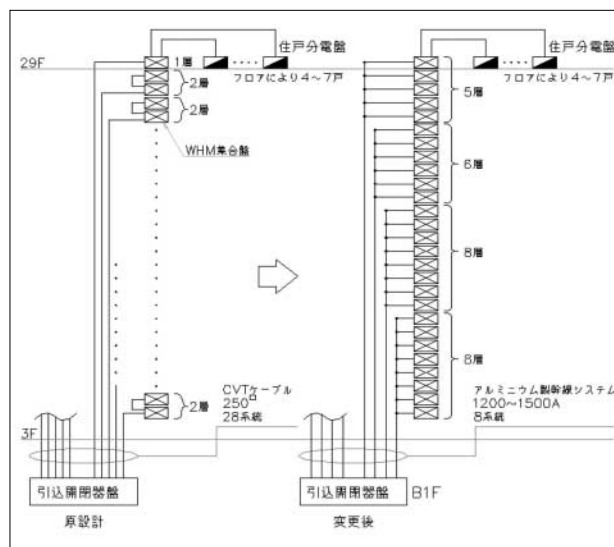 住戸分電盤
29F
1層
フロアにより4～7戸
2層
2層
WHM集合盤
2層
CVTケーブル
250□
28系統
3F
引込開閉器盤
原設計
住戸分電盤
フロアにより4～7戸
5層
6層
8層
8層
アルミニウム製幹線システム
1200～1500A
8系統
引込開閉器盤
B1F
変更後